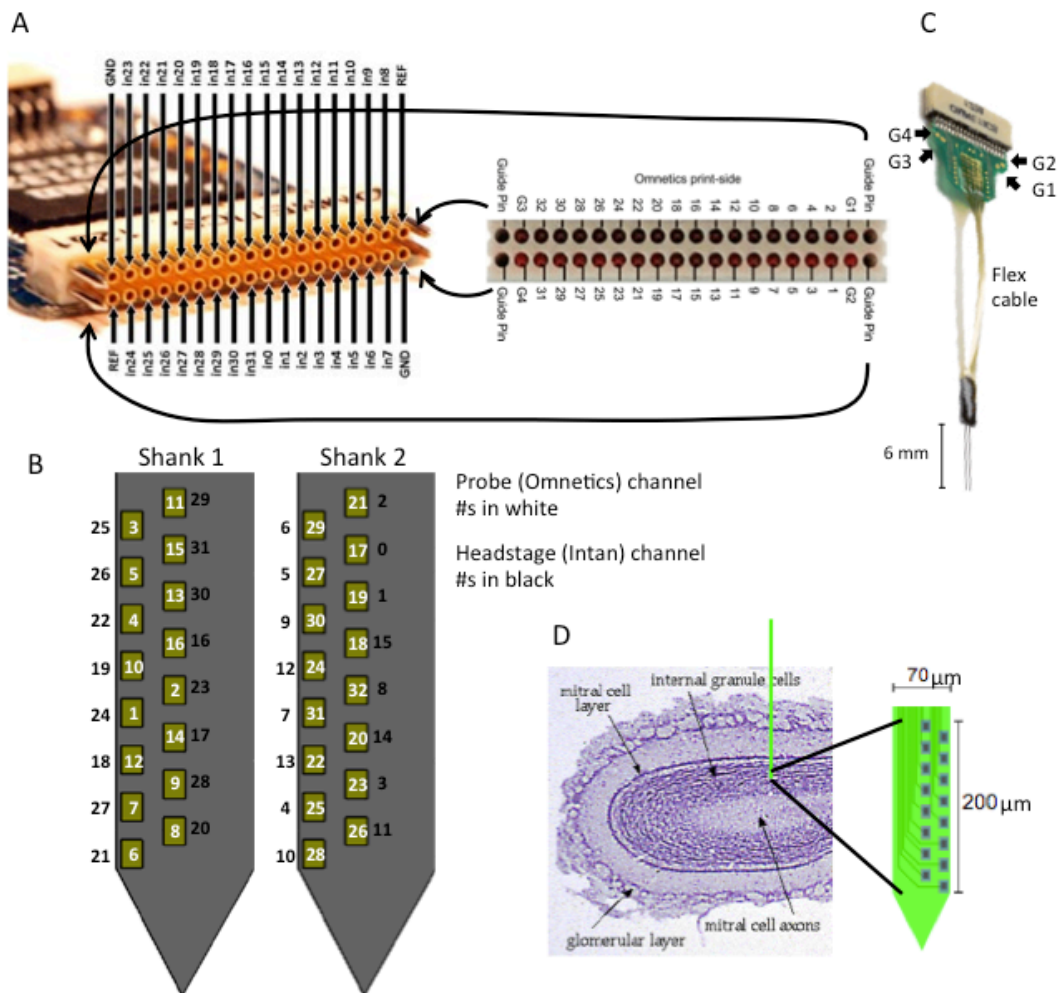 A
C
GND
in23
in22
in21
in20
in19
in18
in17
in16
in15
in14
in13
in12
in11
in10
in9
in8
REF
Guide Pin
G3
32
30
28
26
24
22
20
18
16
14
12
10
8
6
4
2
G1
Guide Pin
Omnetics print-side
Guide Pin
G4
31
29
27
25
23
21
19
17
15
13
11
9
7
5
3
1
G2
Guide Pin
REF
in24
in25
in26
in27
in28
in29
in30
in31
in0
in1
in2
in3
in4
in5
in6
in7
GND
G4
G3
G2
G1
Flex
cable
6 mm
B
Shank 1
Shank 2
11 29
25 3
15 31
26 5
13 30
22 4
16 16
19 10
2 23
24 1
14 17
18 12
9 28
27 7
8 20
21 6
21 2
6 29
17 0
5 27
19 1
9 30
18 15
12 24
32 8
7 31
20 14
13 22
23 3
4 25
26 11
10 28
Probe (Omnetics) channel
#s in white
Headstage (Intan) channel
#s in black
D
internal granule cells
mitral cell
layer
mitral cell axons
glomerular layer
70 μm
200 μm